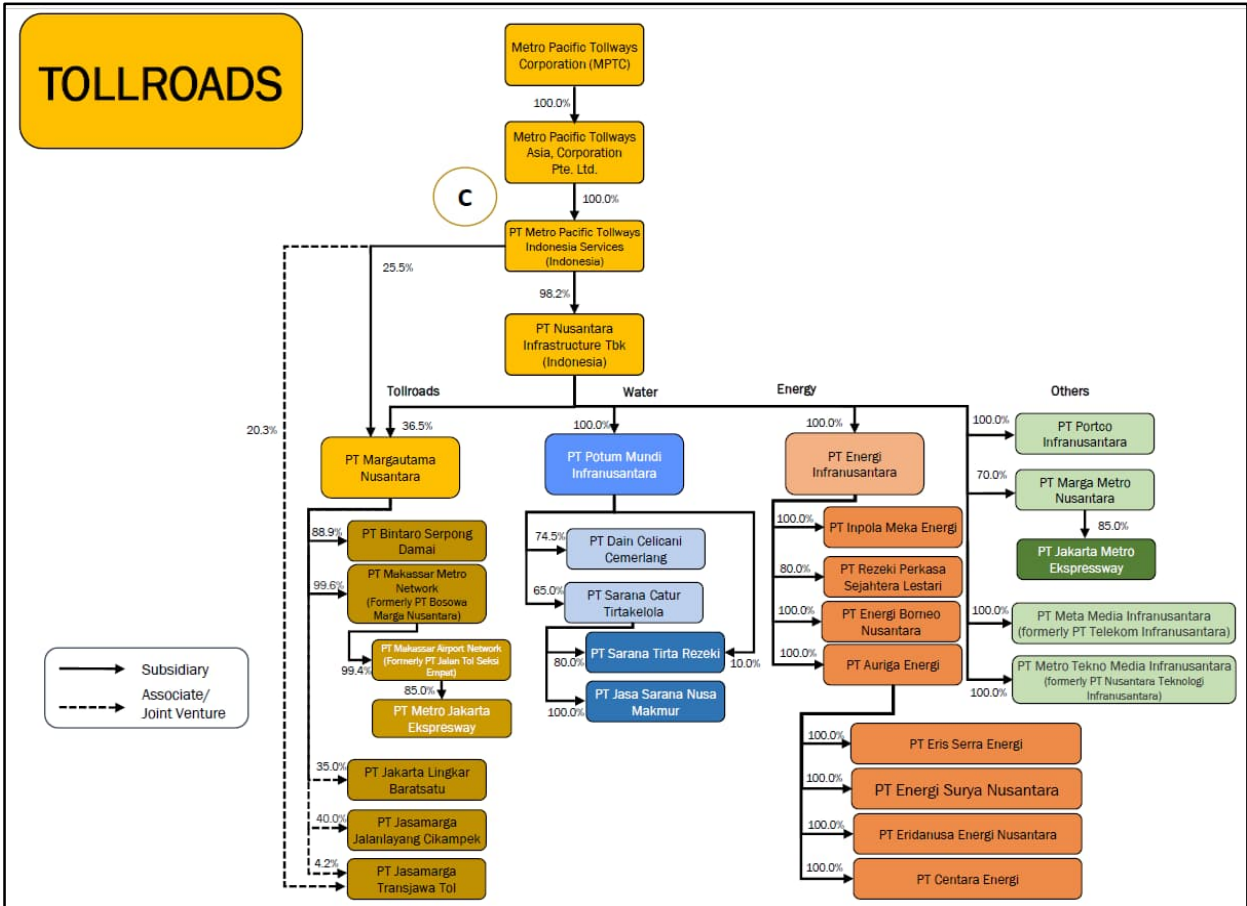 TOLLROADS
Metro Pacific Tollways
Corporation (MPTC)
100.0%
Metro Pacific Tollways
Asia, Corporation
Pte. Ltd.
C
100.0%
PT Metro Pacific Tollways
Indonesia Services
(Indonesia)
25.5%
98.2%
PT Nusantara
Infrastructure Tbk
(Indonesia)
Tollroads
Water
Energy
Others
20.3%
36.5%
100.0%
100.0%
100.0%
PT Portco
Infranusantara
PT Margautama
Nusantara
PT Potum Mundi
Infranusantara
PT Energi
Infranusantara
70.0%
PT Marga Metro
Nusantara
85.0%
PT Jakarta Metro
Ekspressway
100.0%
PT Meta Media Infranusantara
(formerly PT Telekom Infranusantara)
PT Metro Tekno Media Infranusantara
(formerly PT Nusantara Teknologi
Infranusantara)
100.0%
88.9%
PT Bintaro Serpong
Damai
99.6%
PT Makassar Metro
Network
(Formerly PT Bosowa
Marga Nusantara)
99.4%
PT Makassar Airport Network
(Formerly PT Jalan Tol Seksi
Empat)
85.0%
PT Metro Jakarta
Ekspresway
35.0%
PT Jakarta Lingkar
Baratsatu
40.0%
PT Jasamarga
Jalanlayang Cikampek
4.2%
PT Jasamarga
Transjawa Tol
74.5%
PT Dain Celicani
Cemerlang
65.0%
PT Sarana Catur
Tirtakelola
80.0%
PT Sarana Tirta Rezeki
10.0%
100.0%
PT Jasa Sarana Nusa
Makmur
100.0%
PT Inpola Meka Energi
80.0%
PT Rezeki Perkasa
Sejahtera Lestari
100.0%
PT Energi Borneo
Nusantara
100.0%
PT Auriga Energi
100.0%
PT Eris Serra Energi
100.0%
PT Energi Surya Nusantara
100.0%
PT Eridanusa Energi Nusantara
100.0%
PT Centara Energi
Subsidiary
Associate/
Joint Venture